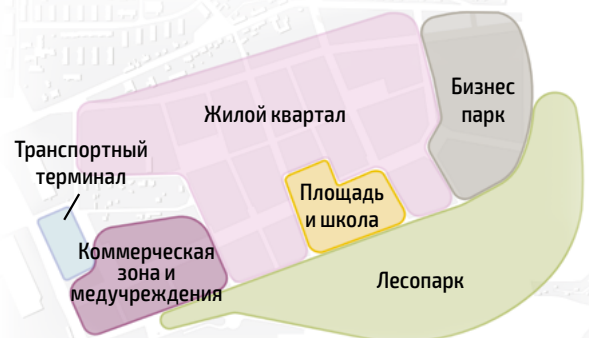 Жилой квартал
Бизнес
парк
Транспортный
терминал
Площадь
и школа
Коммерческая
зона и
медучреждения
Лесопарк